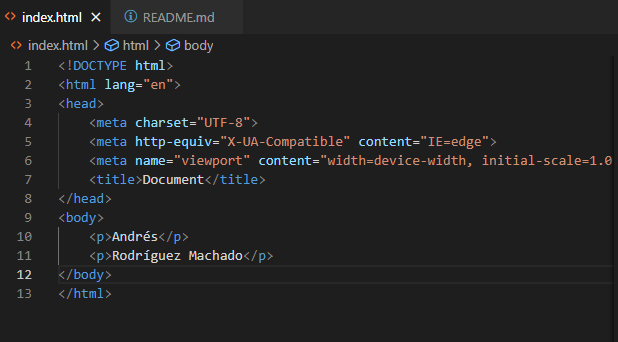 index.html
README.md
index.html > html > body
1 <!DOCTYPE html>
2 <html lang="en">
3 <head>
4     <meta charset="UTF-8">
5     <meta http-equiv="X-UA-Compatible" content="IE=edge">
6     <meta name="viewport" content="width=device-width, initial-scale=1.0
7     <title>Document</title>
8 </head>
9 <body>
10     <p>Andrés</p>
11     <p>Rodríguez Machado</p>
12 </body>
13 </html>